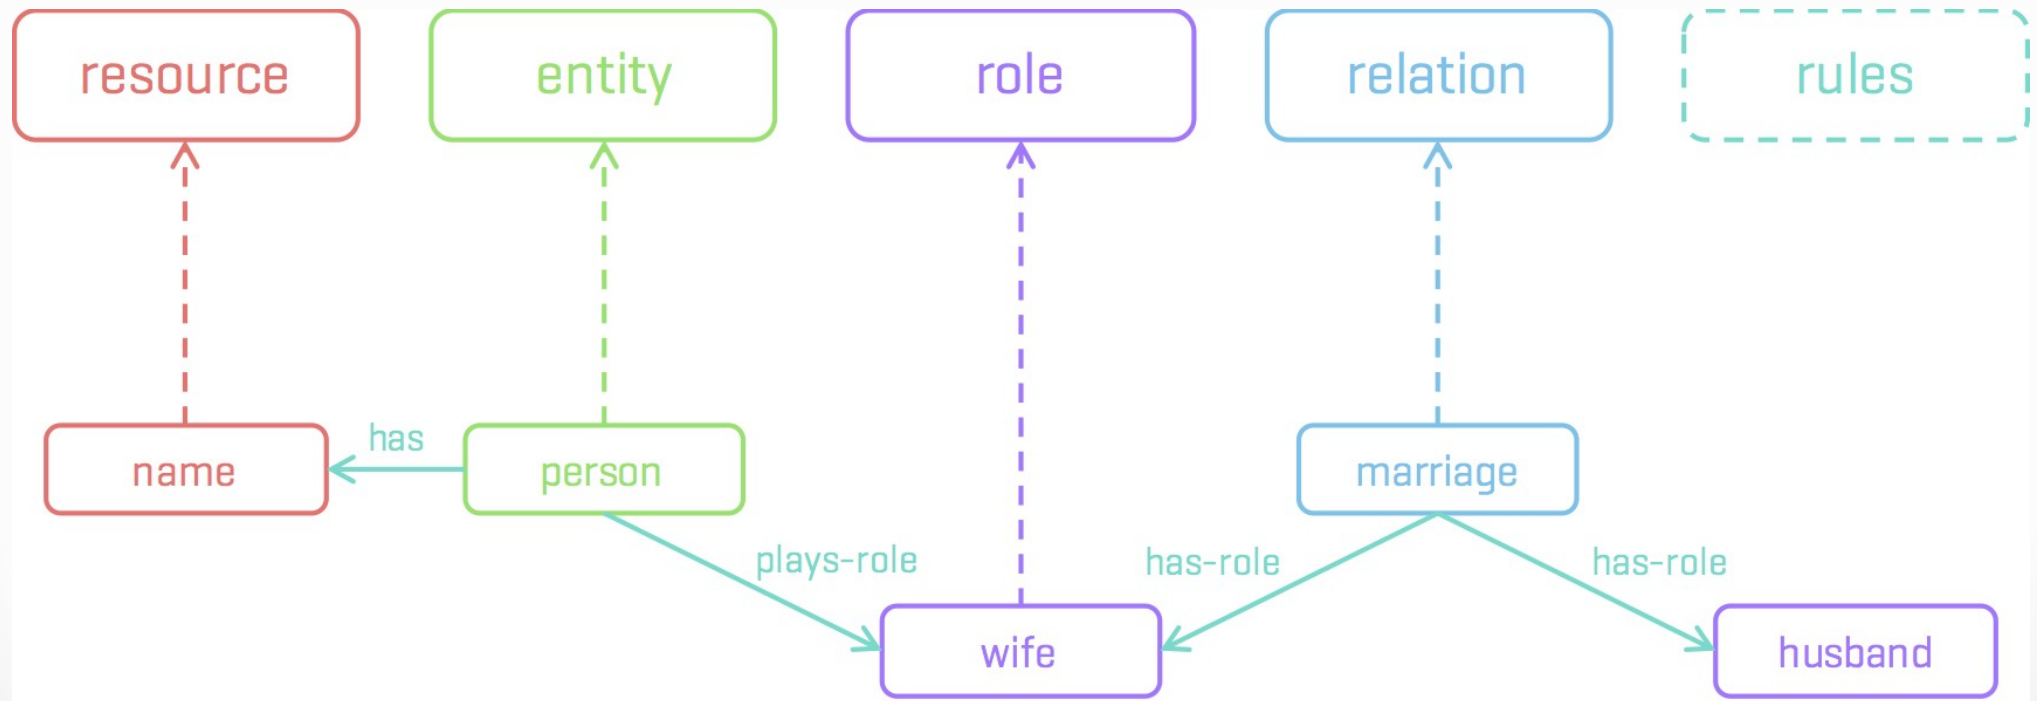 resource
entity
role
relation
rules
has
name
person
marriage
plays-role
has-role
has-role
wife
husband